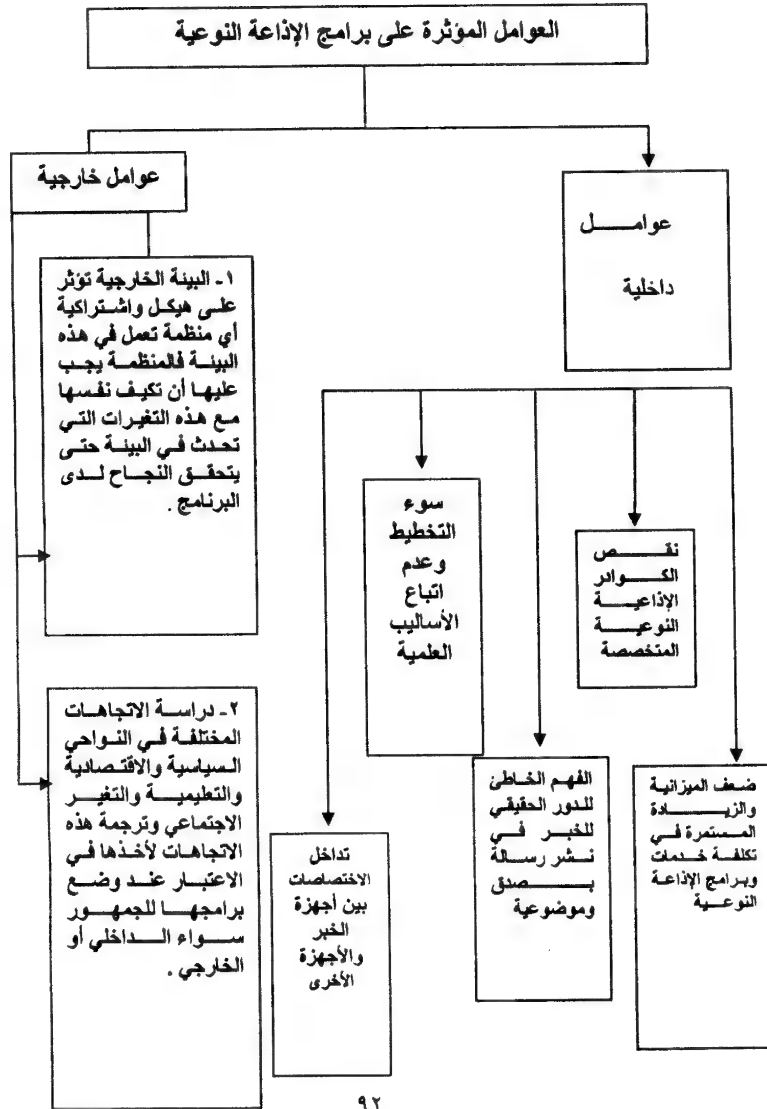 العوامل المؤثرة على برامج الإذاعة النوعية
عوامل
داخلية
عوامل خارجية
١- البيئة الخارجية تؤثر
على هيكل واشتراكية
أي منظمة تعمل في هذه
البيئة فالمنظمة يجب
عليها أن تكيف نفسها
مع هذه التغيرات التي
تحدث في البيئة حتى
يتحقق النجاح لدى
البرنامج .
٢- دراسة الاتجاهات
المختلفة في النواحي
السياسية والاقتصادية
والتعليمية والتغير
الاجتماعي وترجمة هذه
الاتجاهات لأخذها في
الاعتبار عند وضع
برامجها للجمهور
سواء الداخلي أو
الخارجي .
ضعف الميزانية
والزيادة
المستمرة في
تكلفة خدمات
وبرامج الإذاعة
النوعية
نقص
الكوادر
الإذاعية
النوعية
المتخصصة
الفهم الخاطئ
للدور الحقيقي
للخبر في
نشر رسالة
بصدق
وموضوعية
سوء
التخطيط
وعدم
اتباع
الأساليب
العلمية
تداخل
الاختصاصات
بين أجهزة
الخبر
والأجهزة
الأخرى
٩٢